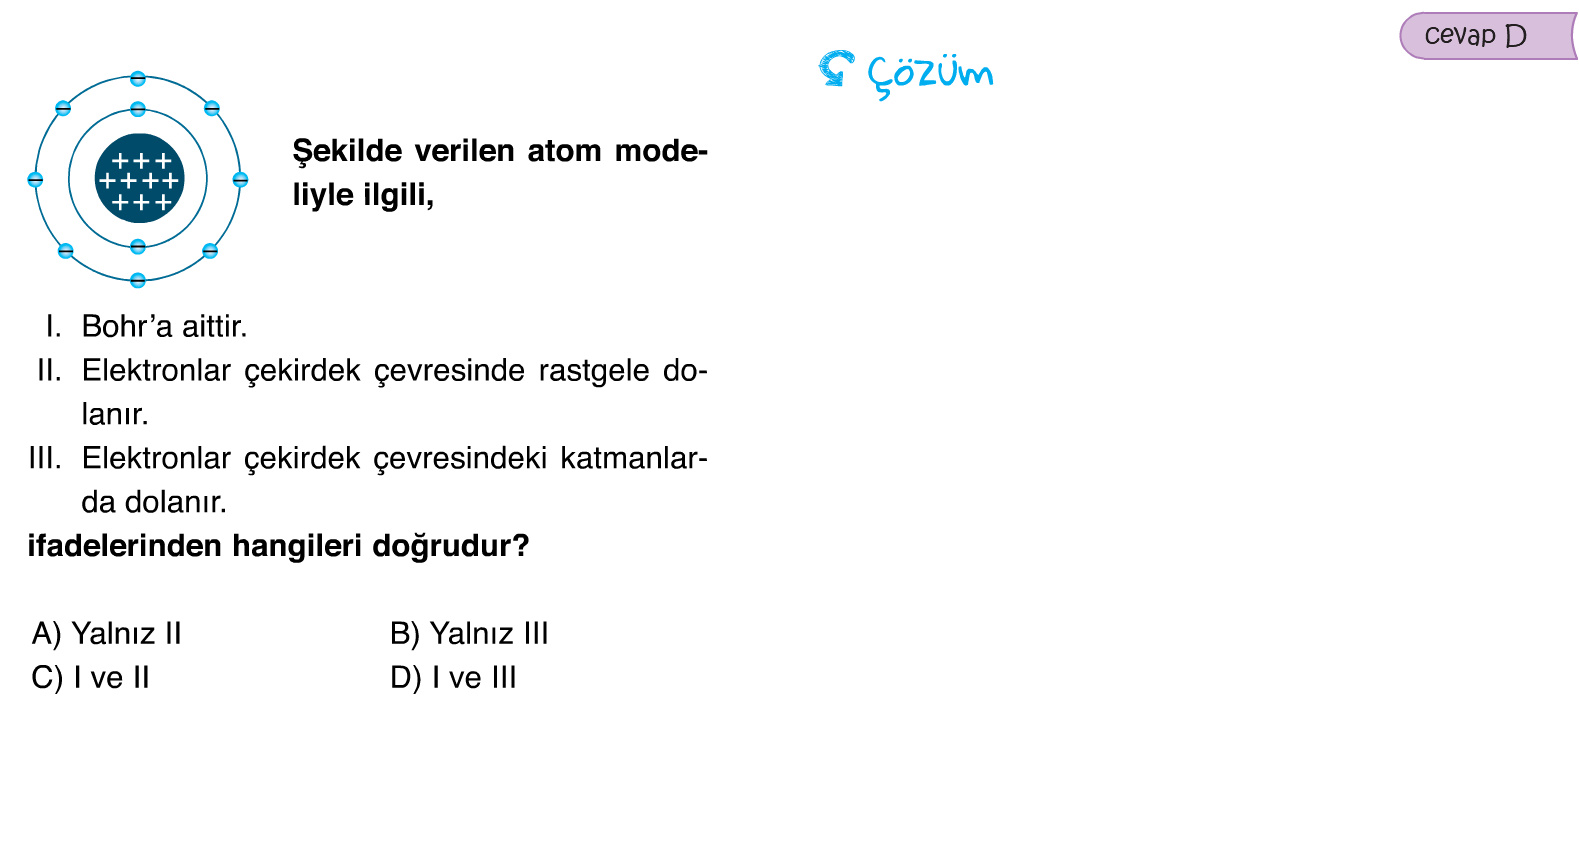 cevap D
Çözüm
+++
++++
+++
Şekilde verilen atom mode-
liyle ilgili,
I. Bohr’a aittir.
II. Elektronlar çekirdek çevresinde rastgele do-
lanır.
III. Elektronlar çekirdek çevresindeki katmanlar-
da dolanır.
ifadelerinden hangileri doğrudur?
A) Yalnız II B) Yalnız III
C) I ve II D) I ve III